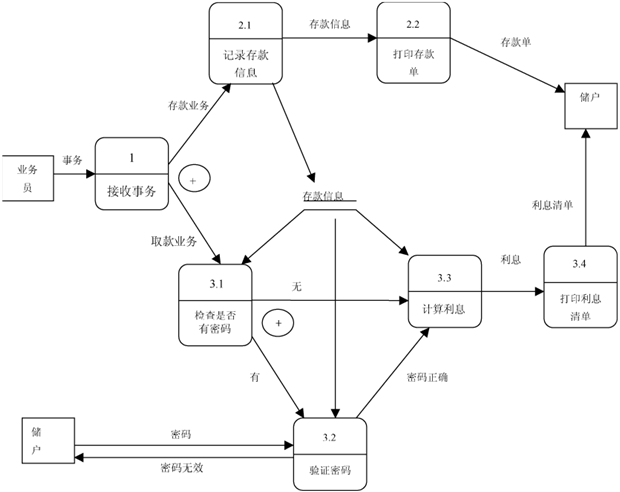 2.1
记录存款
信息
存款信息
2.2
打印存款
单
存款单
储户
存款业务
业务
员
事务
1
接收事务
+
存款信息
利息清单
取款业务
3.1
检查是否
有密码
无
+
3.3
计算利息
利息
3.4
打印利息
清单
有
密码正确
储
户
密码
密码无效
3.2
验证密码